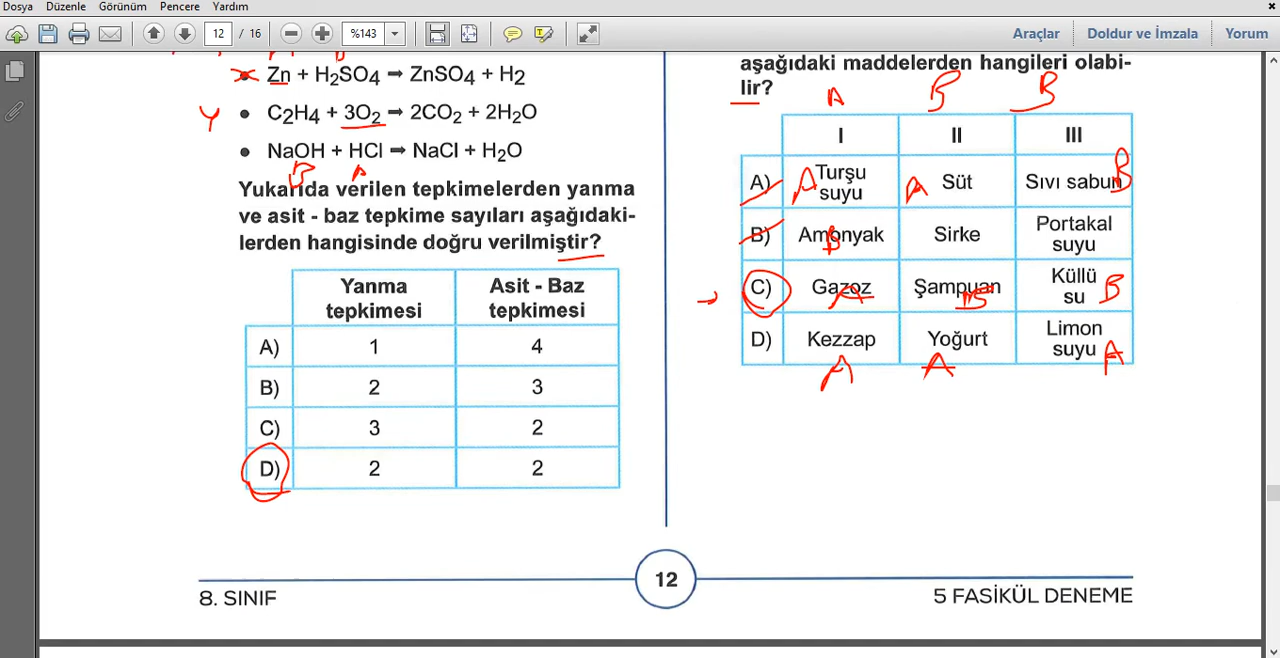 Dosya Düzenle Görünüm Pencere Yardım
12 / 16 %143 Araçlar Doldur ve İmzala Yorum
Zn + H2SO4 ➞ ZnSO4 + H2
Y • C2H4 + 3O2 ➞ 2CO2 + 2H2O
• NaOH + HCl ➞ NaCl + H2O
B A
Yukarıda verilen tepkimelerden yanma
ve asit - baz tepkime sayıları aşağıdaki-
lerden hangisinde doğru verilmiştir?
Yanma tepkimesi Asit - Baz tepkimesi
A) 1 4
B) 2 3
C) 3 2
D) 2 2
aşağıdaki maddelerden hangileri olabi-
lir?
A B B
I II III
A) A Turşu suyu A Süt Sıvı sabun B
B) Amonyak B Sirke Portakal suyu
C) Gazoz A Şampuan B Küllü su B
D) Kezzap A Yoğurt A Limon suyu A
8. SINIF
12
5 FASİKÜL DENEME